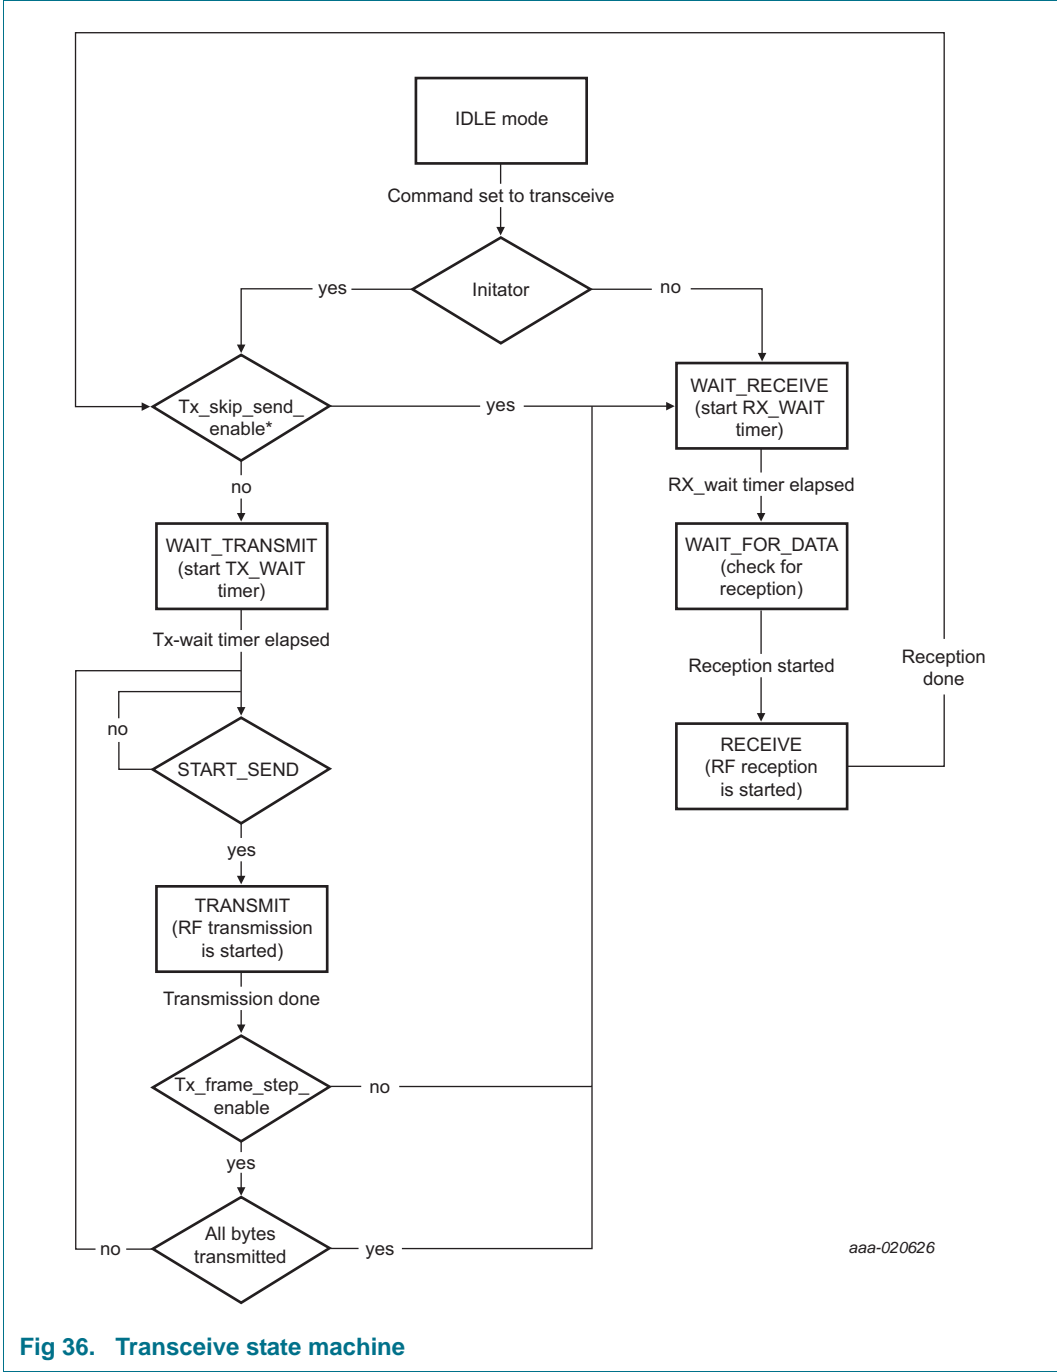 IDLE mode
Command set to transceive
Initator
yes
no
Tx_skip_send_
enable*
yes
WAIT_RECEIVE
(start RX_WAIT
timer)
no
RX_wait timer elapsed
WAIT_TRANSMIT
(start TX_WAIT
timer)
WAIT_FOR_DATA
(check for
reception)
Tx-wait timer elapsed
Reception started
Reception
done
no
START_SEND
RECEIVE
(RF reception
is started)
yes
TRANSMIT
(RF transmission
is started)
Transmission done
Tx_frame_step_
enable
no
yes
All bytes
transmitted
no
yes
aaa-020626
Fig 36. Transceive state machine